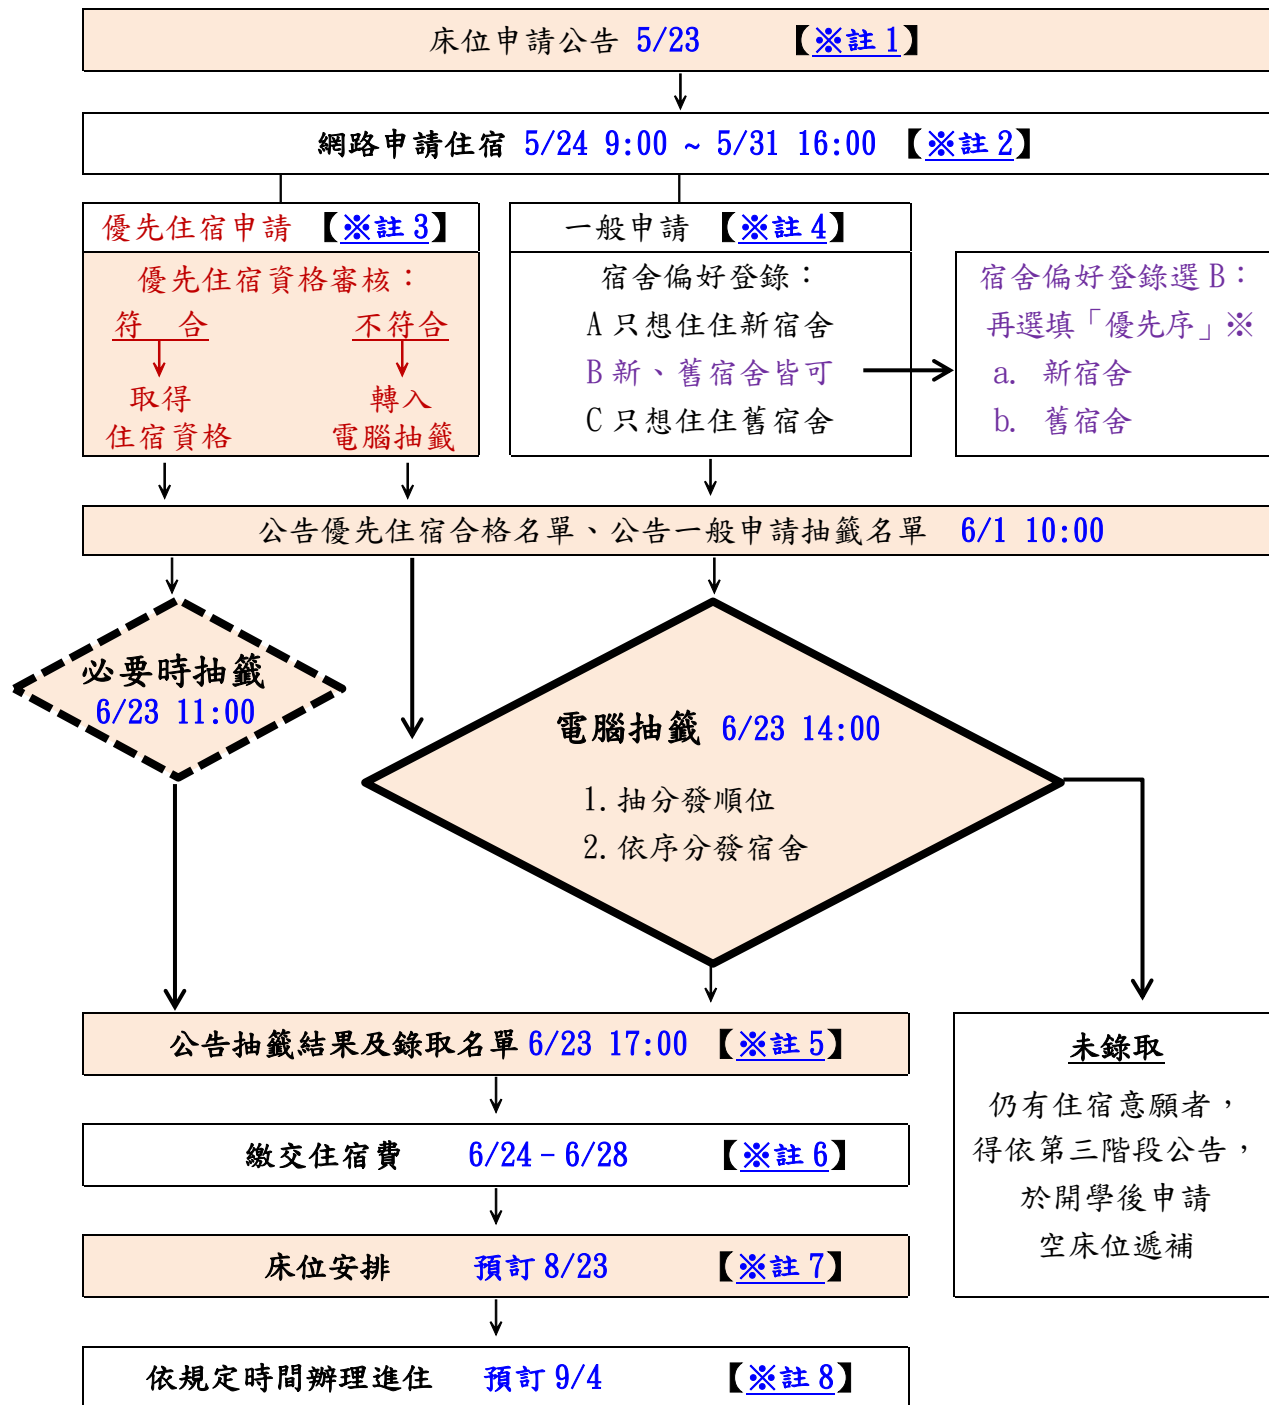 床位申請公告 5/23 【※註 1】
網路申請住宿 5/24 9:00 ~ 5/31 16:00 【※註 2】
優先住宿申請 【※註 3】
優先住宿資格審核：
符 合
不符合
取得
住宿資格
轉入
電腦抽籤
一般申請 【※註 4】
宿舍偏好登錄：
A 只想住住新宿舍
B 新、舊宿舍皆可
C 只想住住舊宿舍
宿舍偏好登錄選 B：
再選填「優先序」※
a. 新宿舍
b. 舊宿舍
公告優先住宿合格名單、公告一般申請抽籤名單 6/1 10:00
必要時抽籤
6/23 11:00
電腦抽籤 6/23 14:00
1. 抽分發順位
2. 依序分發宿舍
公告抽籤結果及錄取名單 6/23 17:00 【※註 5】
繳交住宿費 6/24－6/28 【※註 6】
床位安排 預訂 8/23 【※註 7】
依規定時間辦理進住 預訂 9/4 【※註 8】
未錄取
仍有住宿意願者，
得依第三階段公告，
於開學後申請
空床位遞補